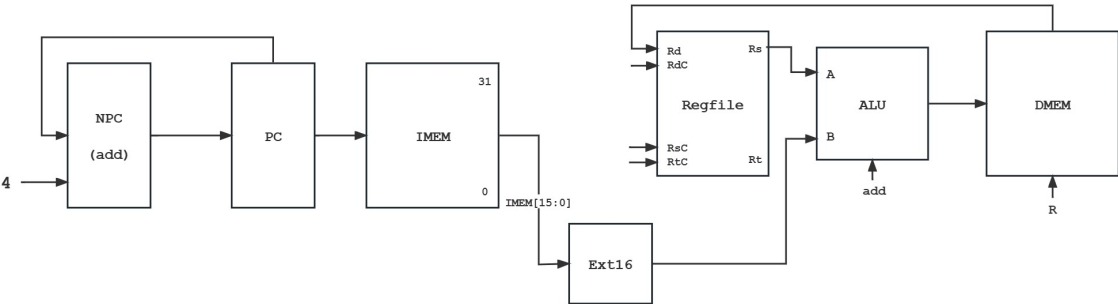 NPC
(add)
4
PC
31
IMEM
0
IMEM[15:0]
Ext16
Rd
RdC
Rs
Regfile
RsC
RtC
Rt
A
ALU
B
add
DMEM
R